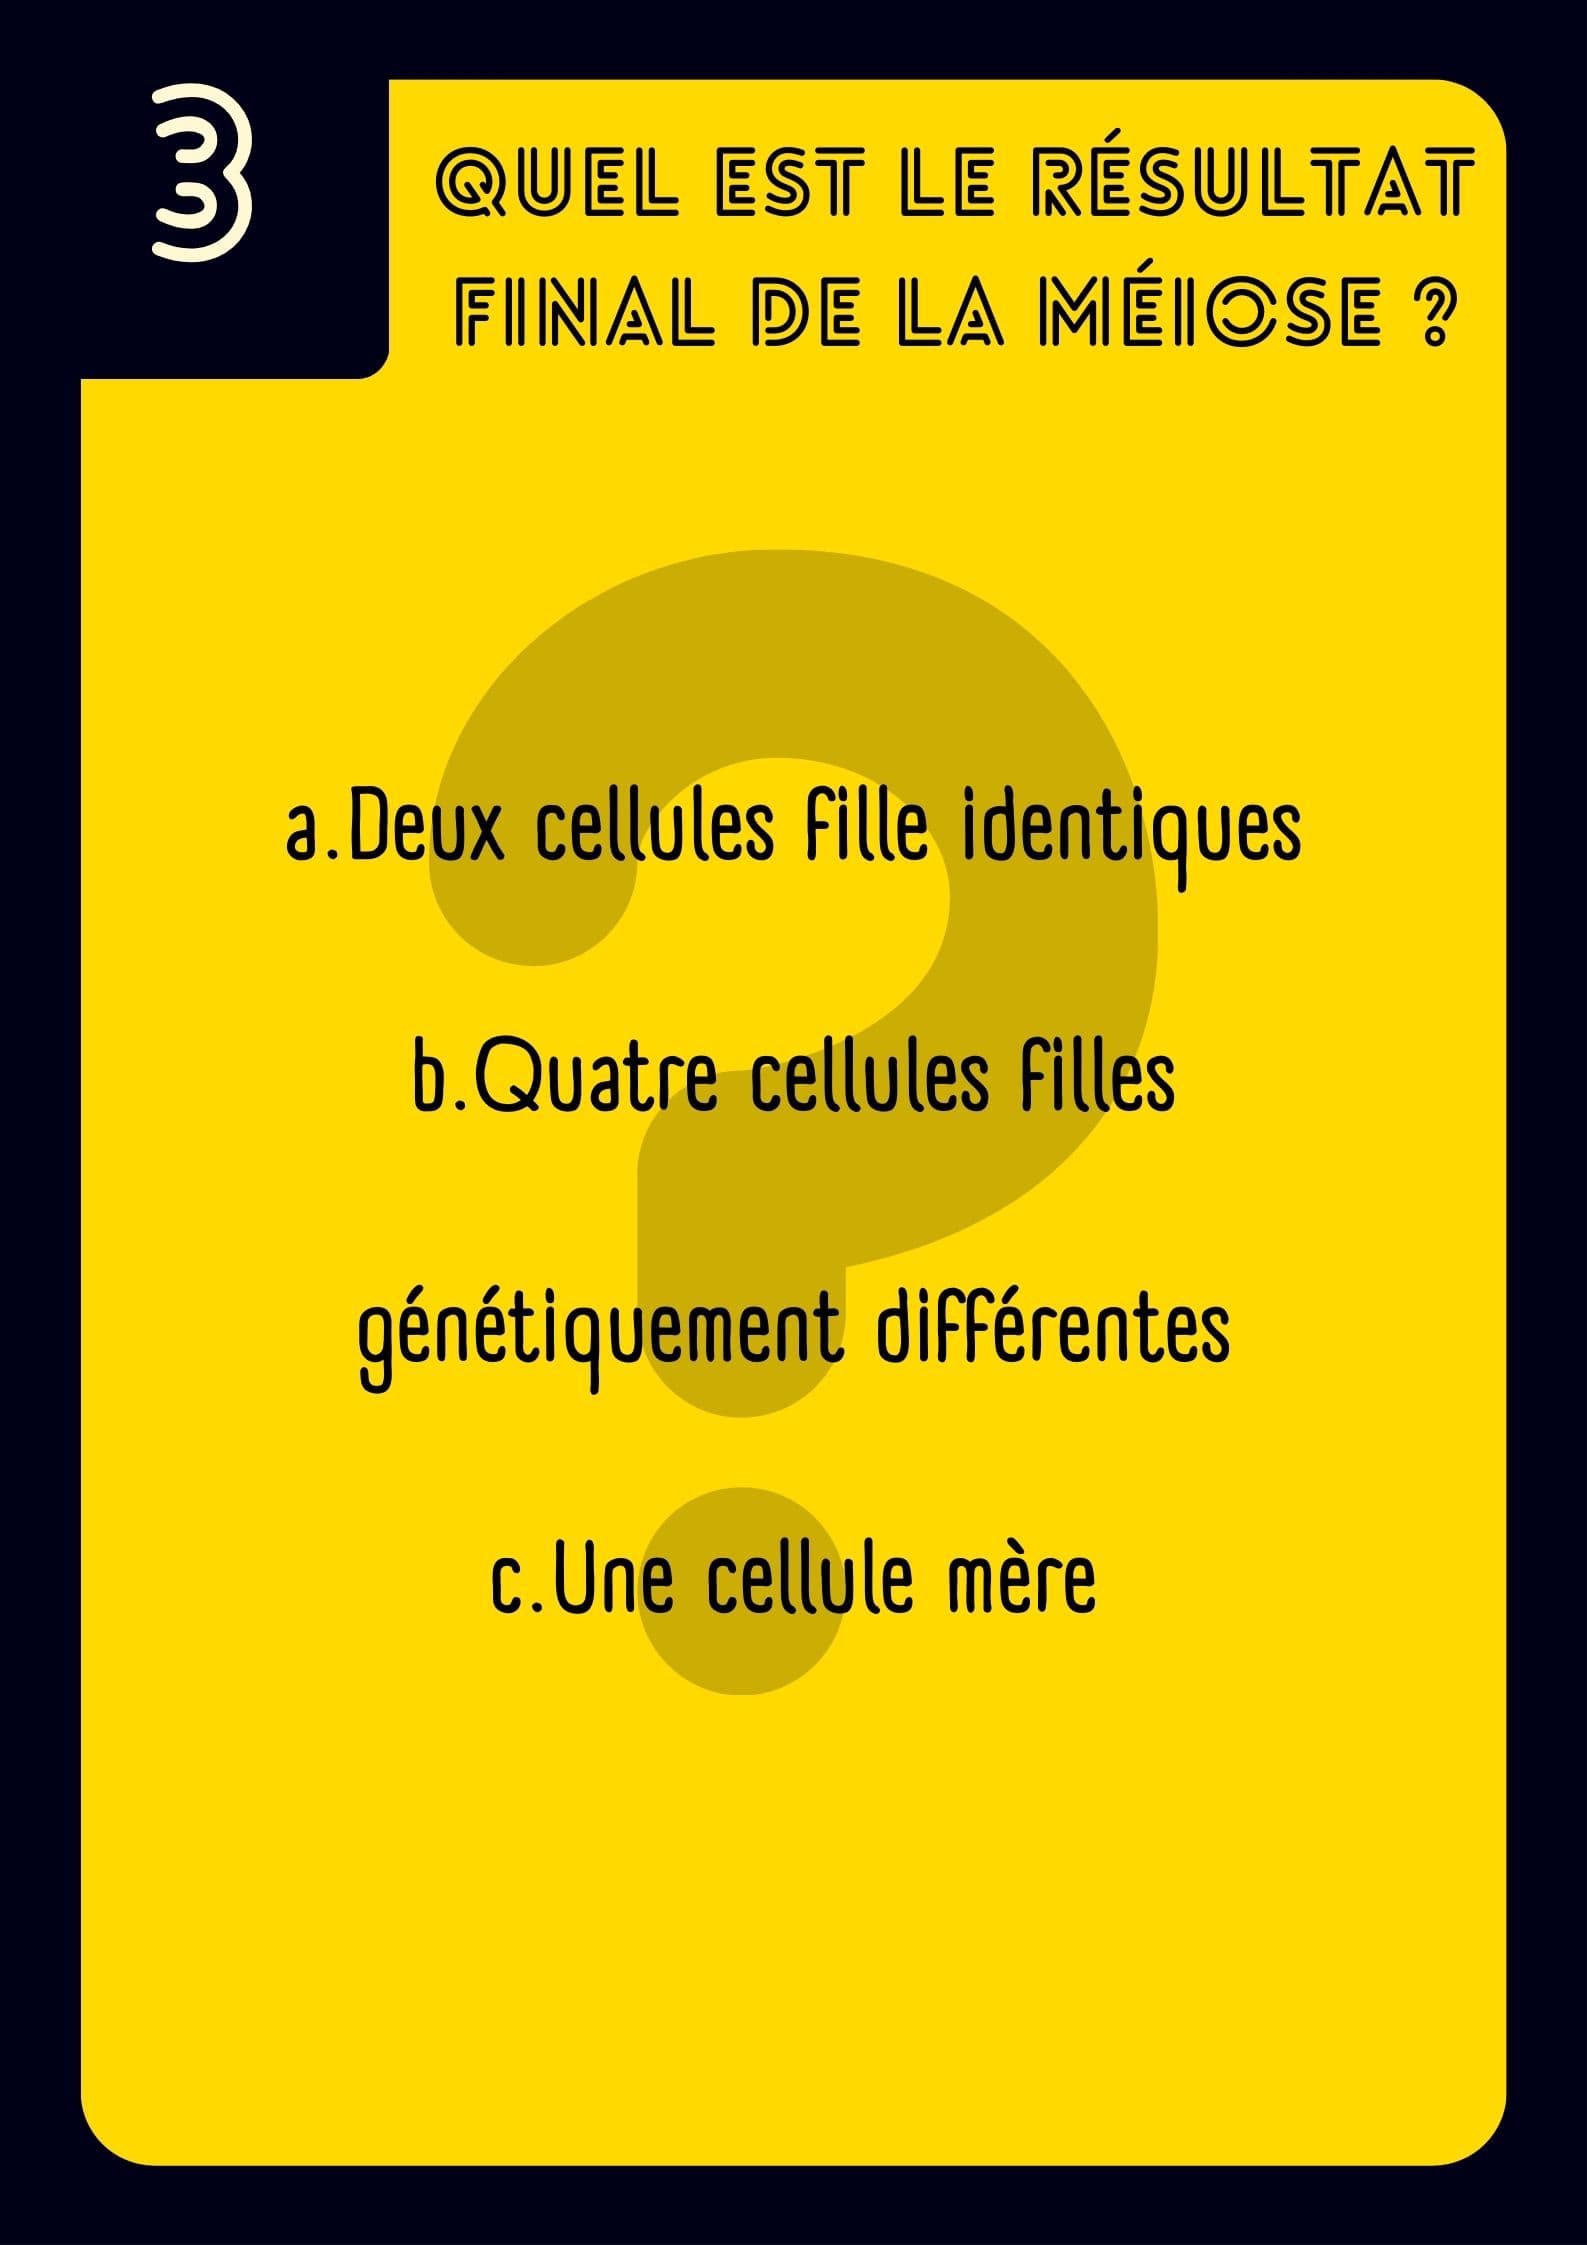 3
QUEL EST LE RÉSULTAT
FINAL DE LA MÉIOSE ?
a.Deux cellules fille identiques
b.Quatre cellules filles
génétiquement différentes
c.Une cellule mère